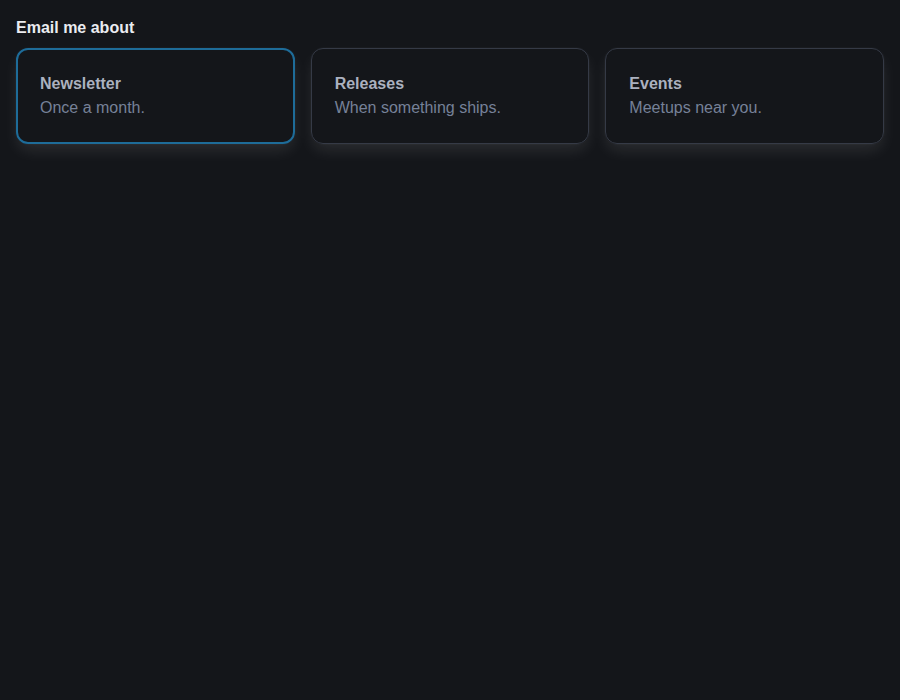 Email me about
Newsletter
Once a month.
Releases
When something ships.
Events
Meetups near you.